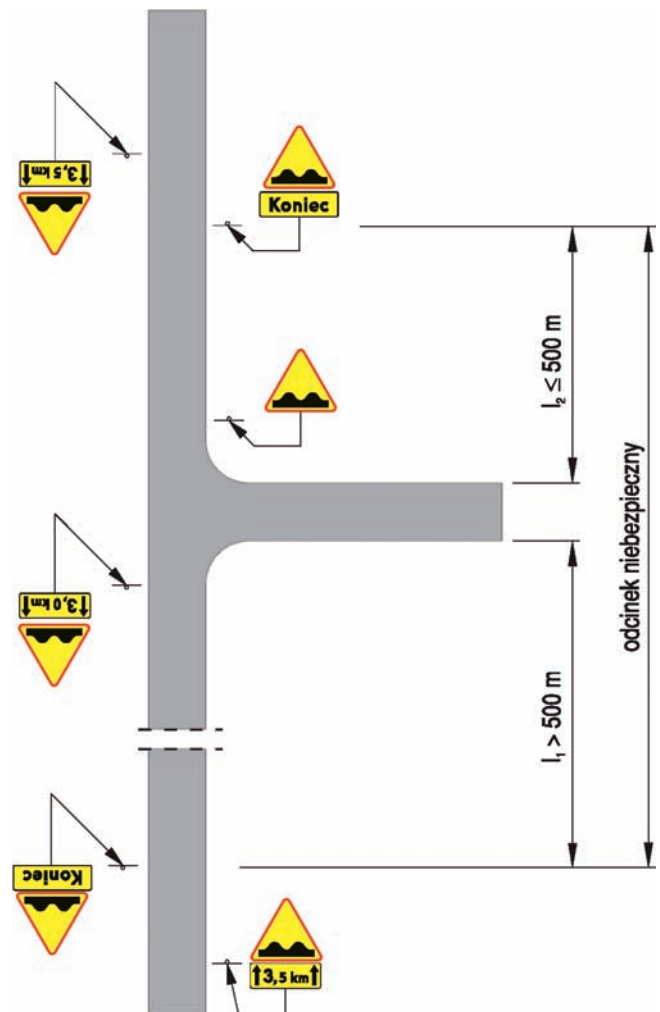 3,5 km
Koniec
l₂ ≤ 500 m
odcinek niebezpieczny
3,0 km
l₁ > 500 m
Koniec
3,5 km